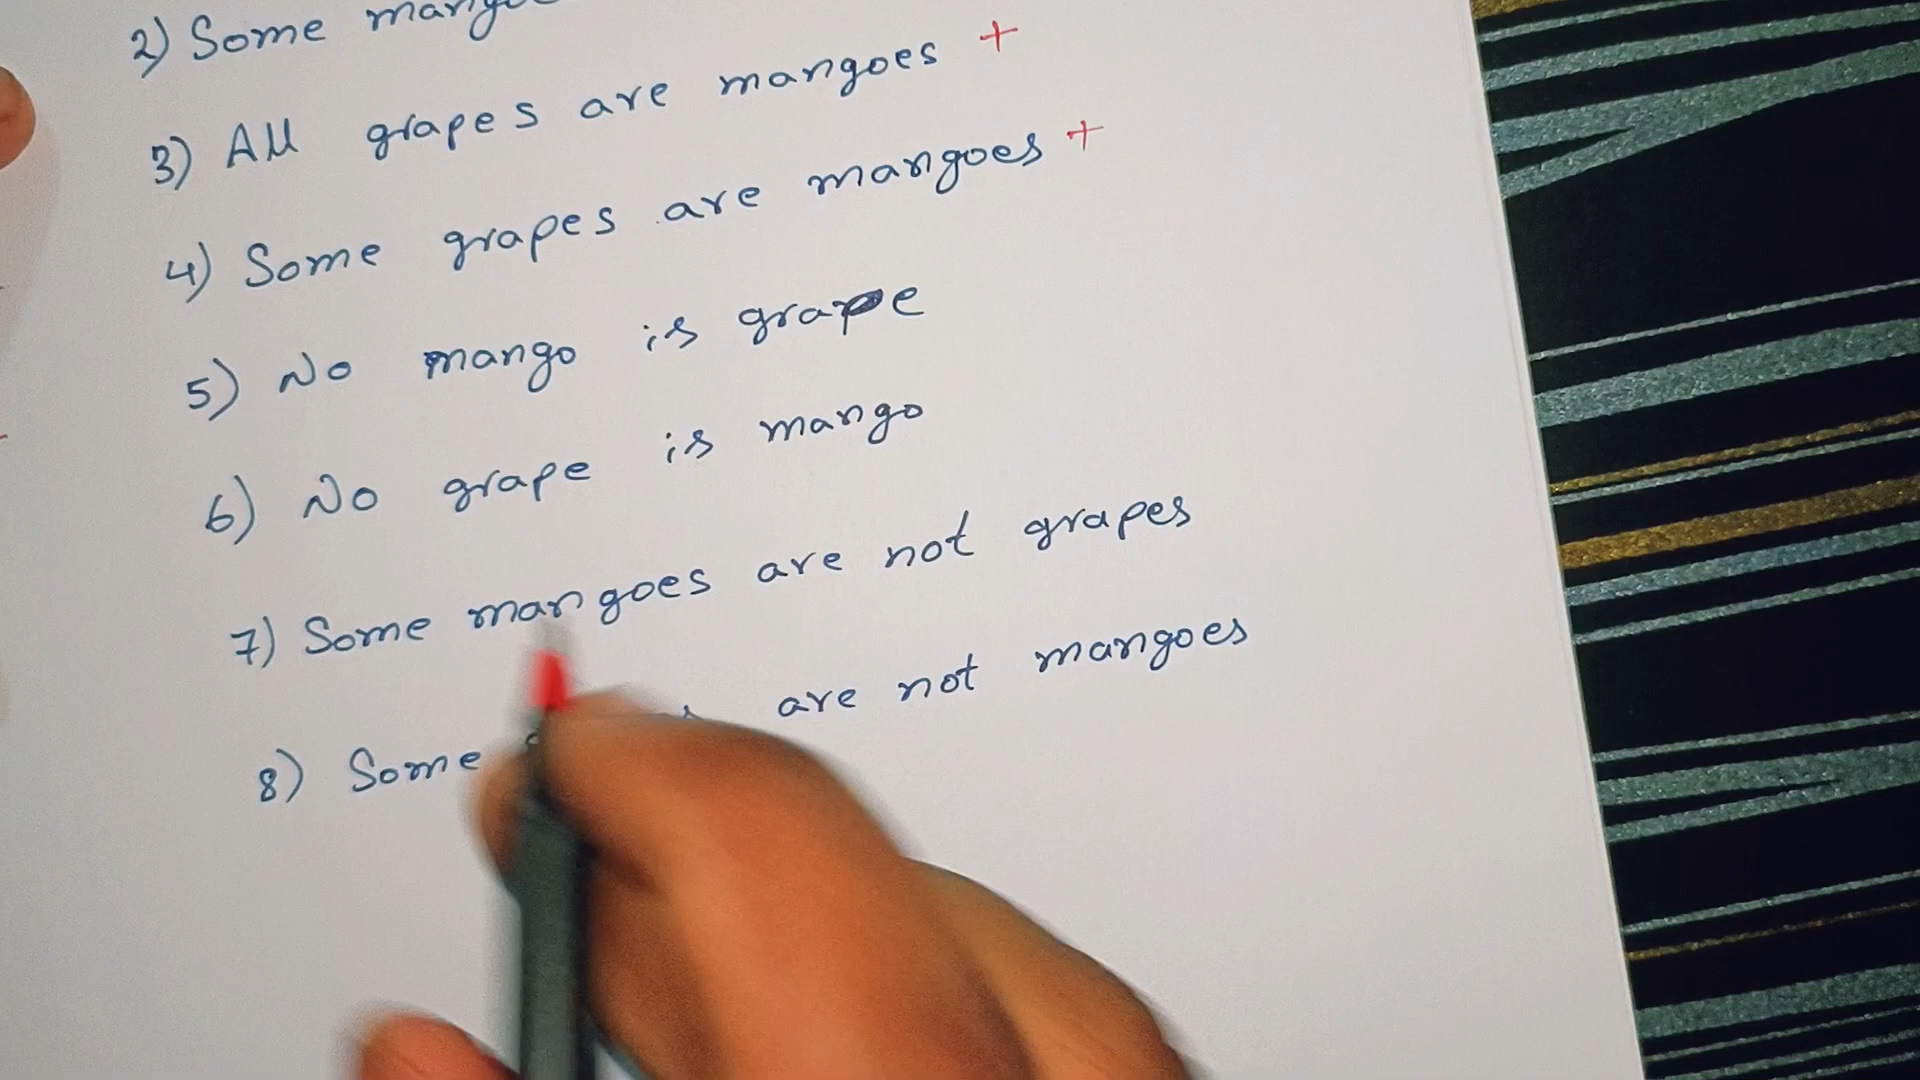 2) Some
3) All grapes are mangoes +
4) Some grapes are mangoes +
5) No mango is grape
6) No grape is mango
7) Some mangoes are not grapes
8) Some are not mangoes